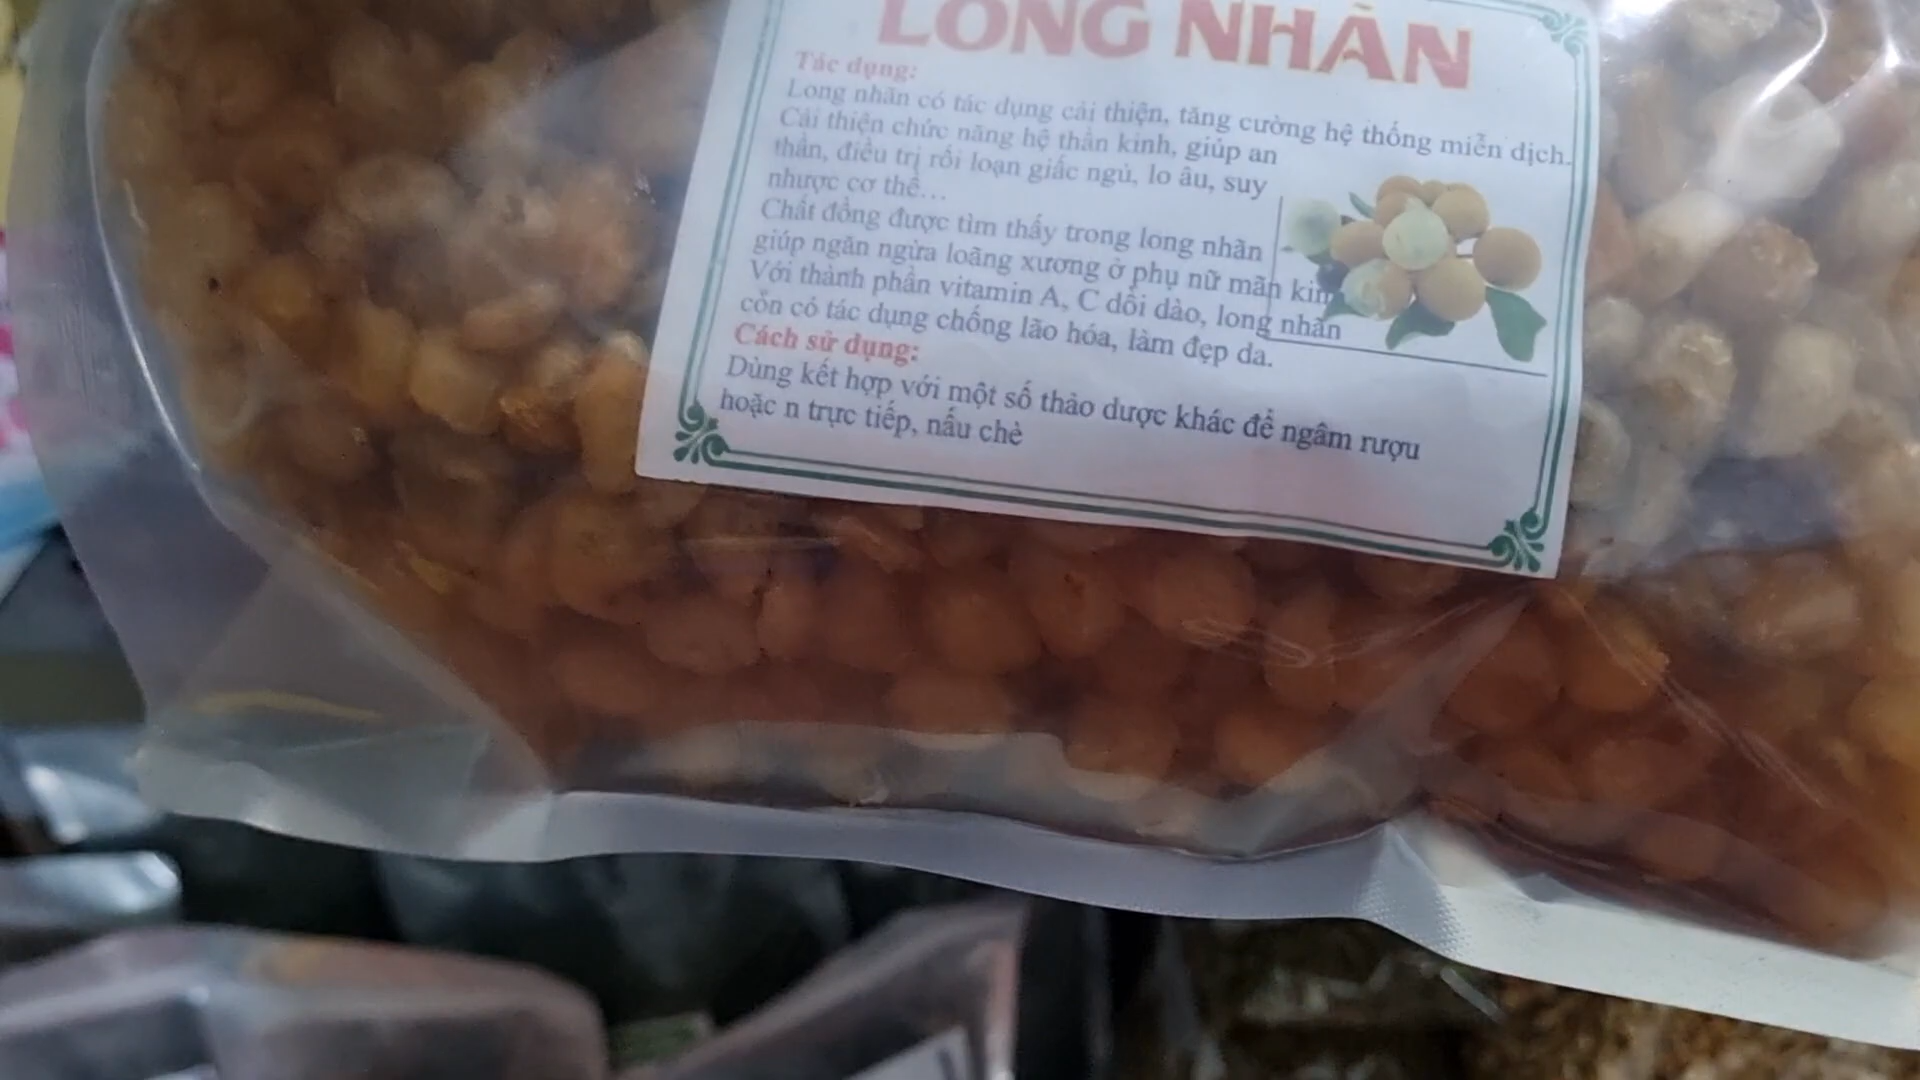 LONG NHÃN
Tác dụng:
Long nhãn có tác dụng cải thiện, tăng cường hệ thống miễn dịch.
Cải thiện chức năng hệ thần kinh, giúp an
thần, điều trị rối loạn giấc ngủ, lo âu, suy
nhược cơ thể...
Chất đồng được tìm thấy trong long nhãn
giúp ngăn ngừa loãng xương ở phụ nữ mãn kin
Với thành phần vitamin A, C dồi dào, long nhãn
còn có tác dụng chống lão hóa, làm đẹp da.
Cách sử dụng:
Dùng kết hợp với một số thảo dược khác để ngâm rượu
hoặc n trực tiếp, nấu chè